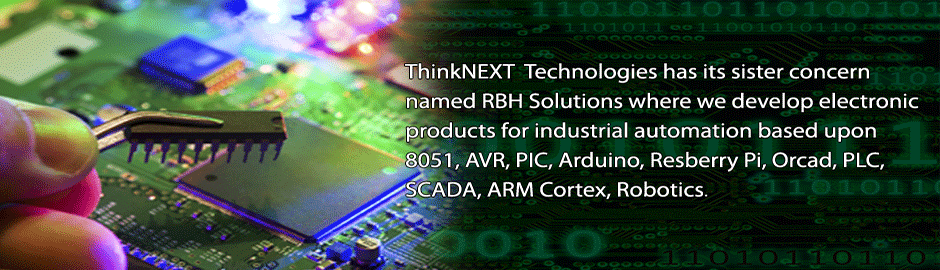 ThinkNEXT Technologies has its sister concern
named RBH Solutions where we develop electronic
products for industrial automation based upon
8051, AVR, PIC, Arduino, Resberry Pi, Orcad, PLC,
SCADA, ARM Cortex, Robotics.